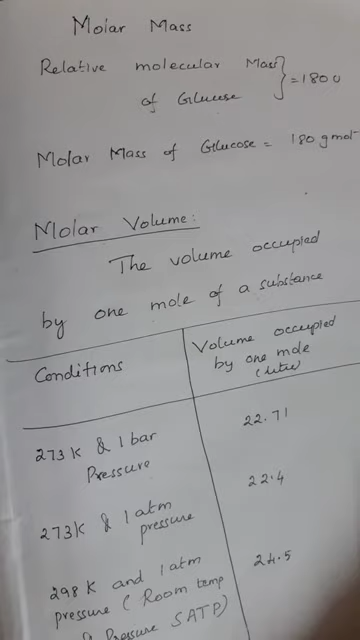 Molar Mass
Relative molecular Mass
of Glucose } = 180 u
Molar Mass of Glucose = 180 g mol-
Molar Volume:
The volume occupied
by one mole of a substance
Conditions
Volume occupied
by one mole
(litre)
273 K & 1 bar
Pressure
22.71
273K & 1 atm
pressure
22.4
298 K and 1 atm
pressure (Room temp
& Pressure SATP)
24.5